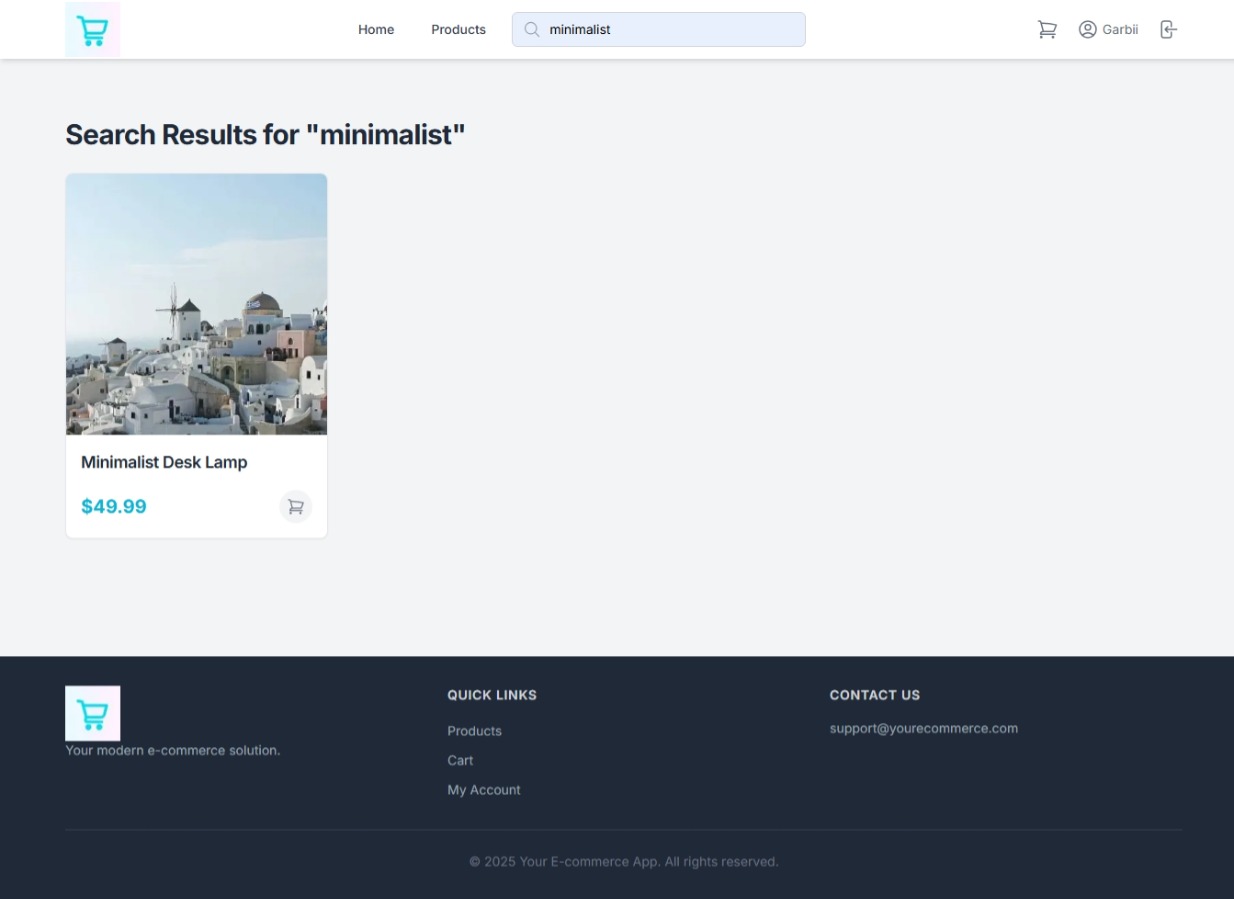 Home
Products
minimalist
Garbii
Search Results for "minimalist"
Minimalist Desk Lamp
$49.99
Your modern e-commerce solution.
QUICK LINKS
Products
Cart
My Account
CONTACT US
support@yourecommerce.com
© 2025 Your E-commerce App. All rights reserved.